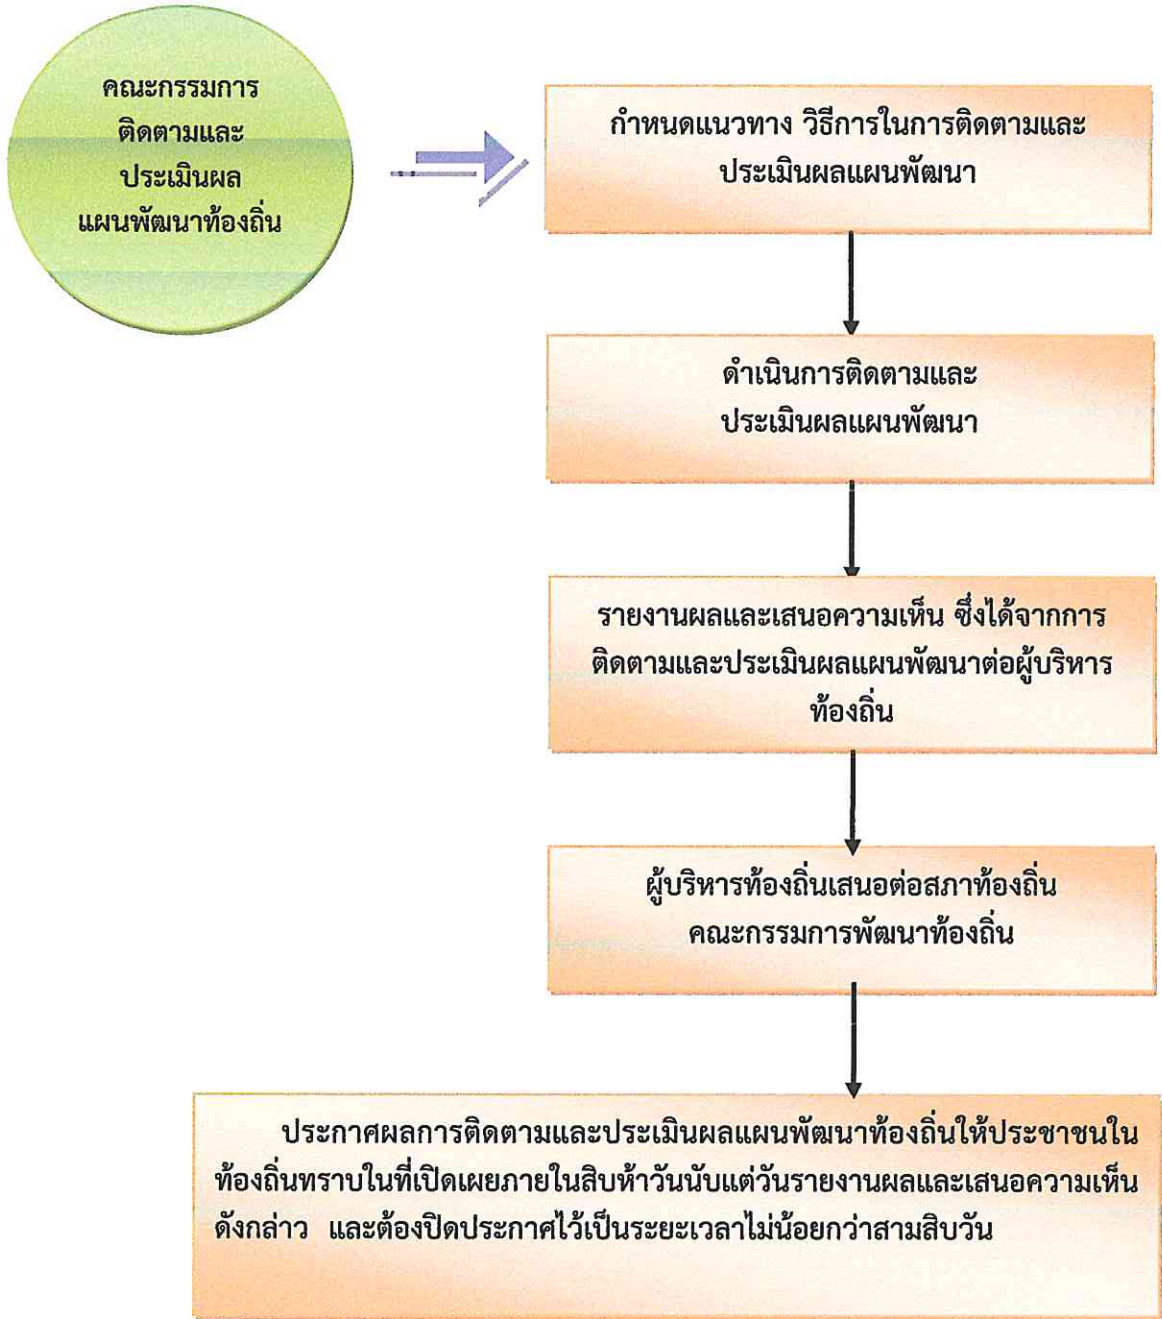 คณะกรรมการ
ติดตามและ
ประเมินผล
แผนพัฒนาท้องถิ่น
กำหนดแนวทาง วิธีการในการติดตามและ
ประเมินผลแผนพัฒนา
ดำเนินการติดตามและ
ประเมินผลแผนพัฒนา
รายงานผลและเสนอความเห็น ซึ่งได้จากการ
ติดตามและประเมินผลแผนพัฒนาต่อผู้บริหาร
ท้องถิ่น
ผู้บริหารท้องถิ่นเสนอต่อสภาท้องถิ่น
คณะกรรมการพัฒนาท้องถิ่น
ประกาศผลการติดตามและประเมินผลแผนพัฒนาท้องถิ่นให้ประชาชนใน
ท้องถิ่นทราบในที่เปิดเผยภายในสิบห้าวันนับแต่วันรายงานผลและเสนอความเห็น
ดังกล่าว และต้องปิดประกาศไว้เป็นระยะเวลาไม่น้อยกว่าสามสิบวัน